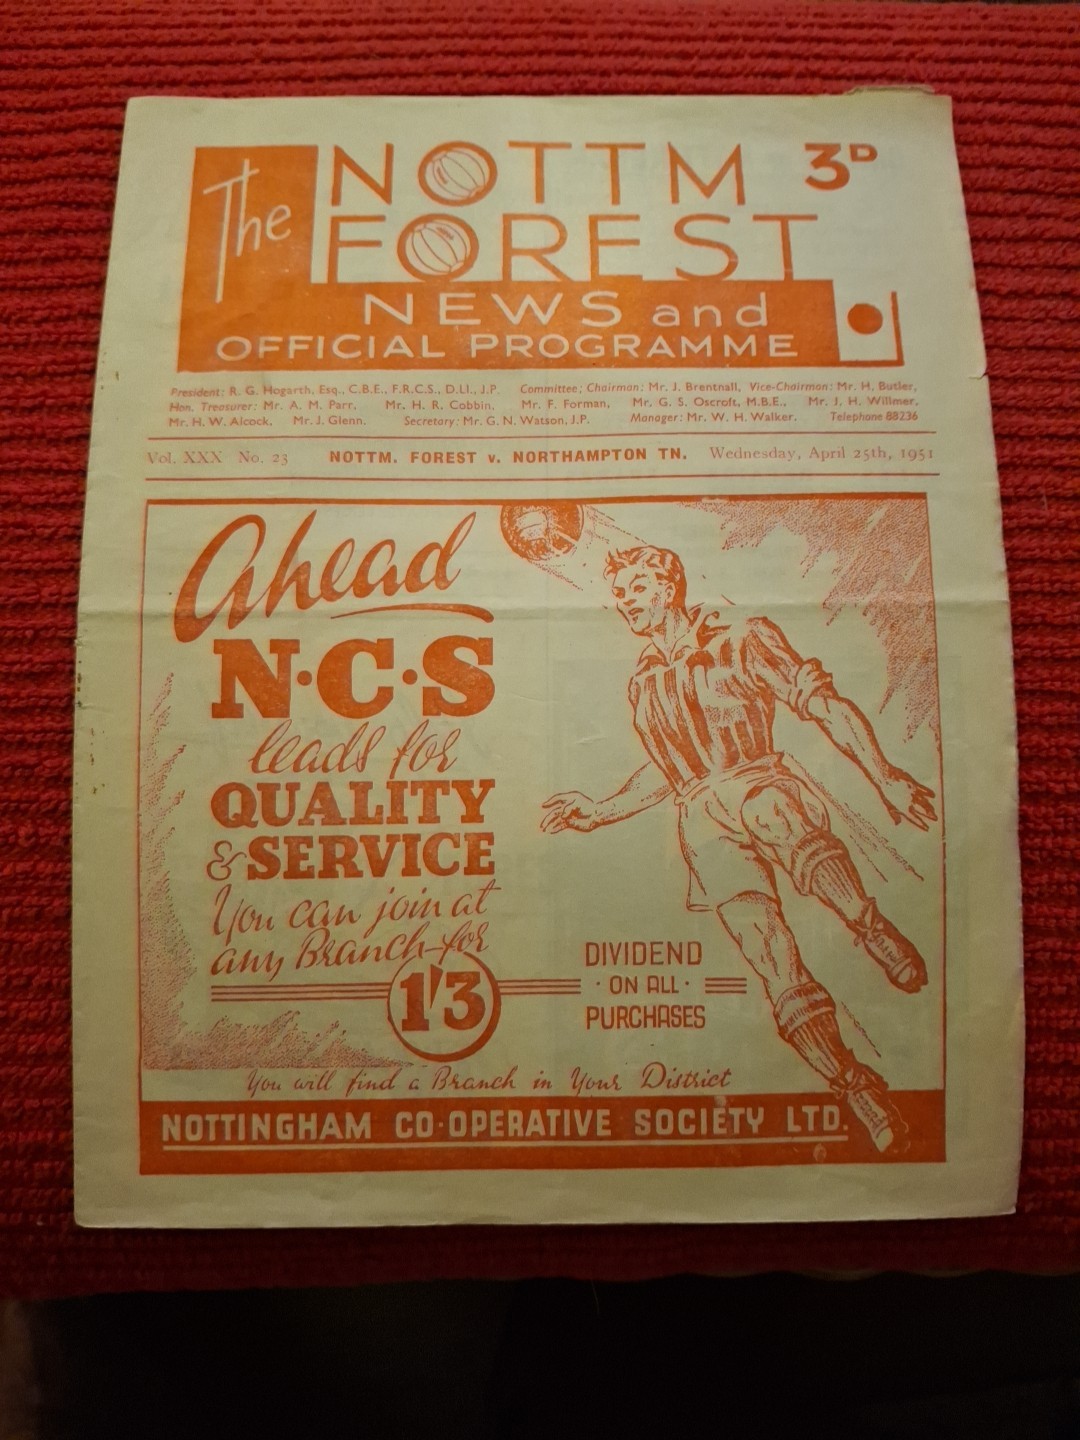 The NOTTM 3D
FOREST
NEWS and
OFFICIAL PROGRAMME
President: R. G. Hogarth, Esq., C.B.E., F.R.C.S., D.L., J.P. Committee; Chairman: Mr. J. Brentnall, Vice-Chairman: Mr. H. Butler,
Hon. Treasurer: Mr. A. M. Parr, Mr. H. R. Cobbin, Mr. F. Forman, Mr. G. S. Oscroft, M.B.E., Mr. J. H. Willmer,
Mr. H. W. Alcock, Mr. J. Glenn. Secretary: Mr. G. N. Watson, J.P. Manager: Mr. W. H. Walker. Telephone 88236
Vol. XXX No. 23 NOTTM. FOREST v. NORTHAMPTON TN. Wednesday, April 25th, 1951
Ahead
N·C·S
leads for
QUALITY
& SERVICE
You can join at
any Branch for
1'3
DIVIDEND
· ON ALL ·
PURCHASES
You will find a Branch in Your District
NOTTINGHAM CO-OPERATIVE SOCIETY LTD.